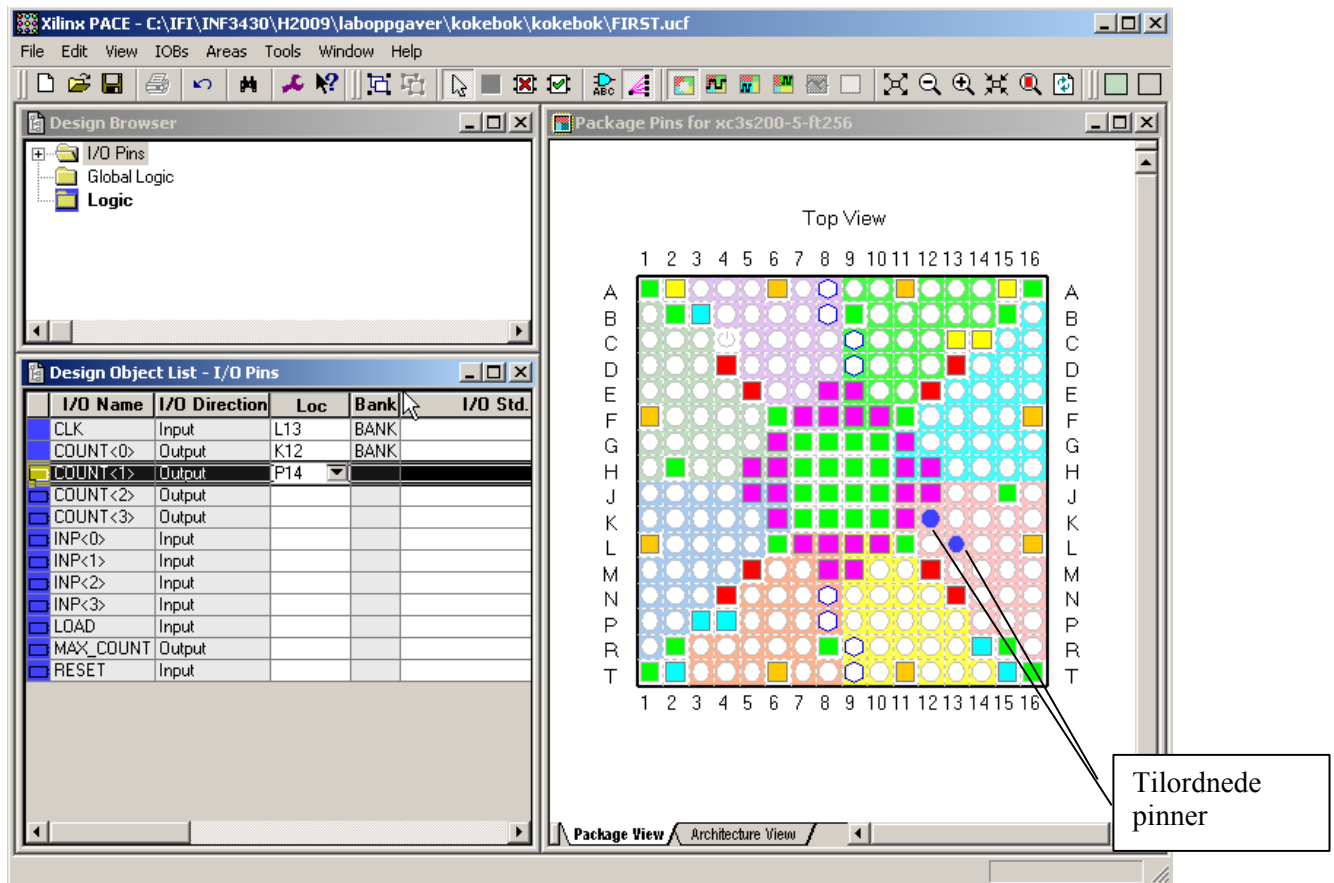 Xilinx PACE - C:\IFI\INF3430\H2009\laboppgaver\kokebok\kokebok\FIRST.ucf
File Edit View IOBs Areas Tools Window Help
ABC
Design Browser
I/O Pins
Global Logic
Logic
Design Object List - I/O Pins
I/O Name I/O Direction Loc Bank I/O Std.
CLK Input L13 BANK
COUNT<0> Output K12 BANK
COUNT<1> Output P14
COUNT<2> Output
COUNT<3> Output
INP<0> Input
INP<1> Input
INP<2> Input
INP<3> Input
LOAD Input
MAX_COUNT Output
RESET Input
Package Pins for xc3s200-5-ft256
Top View
1 2 3 4 5 6 7 8 9 10 11 12 13 14 15 16
A A
B B
C C
D D
E E
F F
G G
H H
J J
K K
L L
M M
N N
P P
R R
T T
1 2 3 4 5 6 7 8 9 10 11 12 13 14 15 16
Package View Architecture View
Tilordnede
pinner